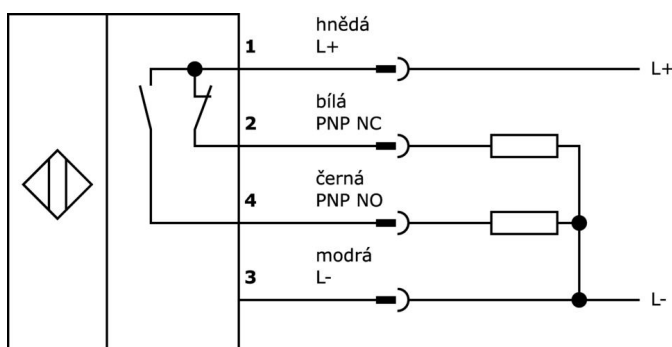 hnědá
1 L+
L+
bílá
2 PNP NC
černá
4 PNP NO
modrá
3 L-
L-